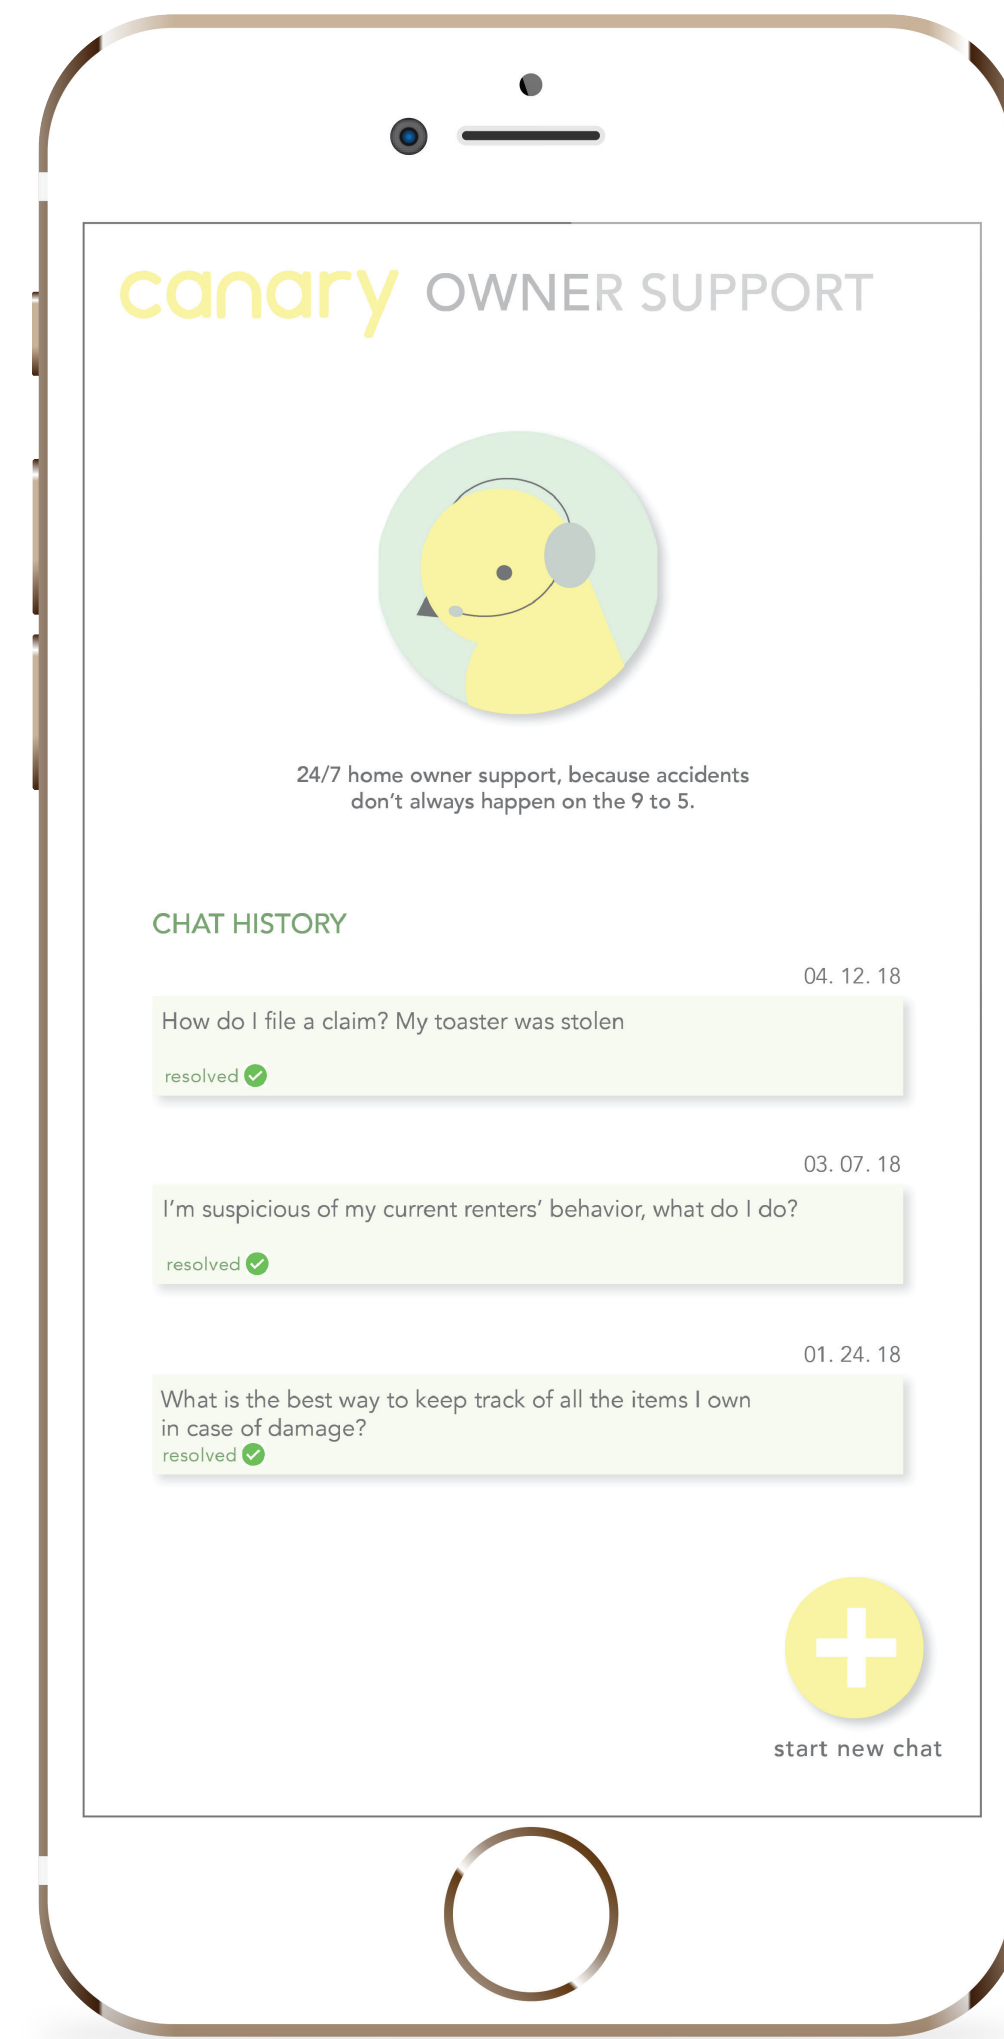 canary OWNER SUPPORT
24/7 home owner support, because accidents
don't always happen on the 9 to 5.
CHAT HISTORY
04. 12. 18
How do I file a claim? My toaster was stolen
resolved
03. 07. 18
I'm suspicious of my current renters' behavior, what do I do?
resolved
01. 24. 18
What is the best way to keep track of all the items I own
in case of damage?
resolved
start new chat